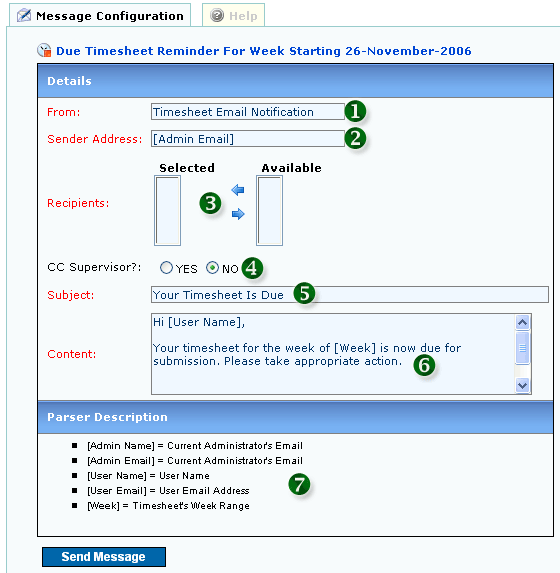 Message Configuration
Help
Due Timesheet Reminder For Week Starting 26-November-2006
Details
From: Timesheet Email Notification 1
Sender Address: [Admin Email] 2
Selected Available
Recipients: 3
CC Supervisor?: YES NO 4
Subject: Your Timesheet Is Due 5
Hi [User Name],
Your timesheet for the week of [Week] is now due for
Content: submission. Please take appropriate action. 6
Parser Description
[Admin Name] = Current Administrator's Email
[Admin Email] = Current Administrator's Email
[User Name] = User Name
[User Email] = User Email Address 7
[Week] = Timesheet's Week Range
Send Message